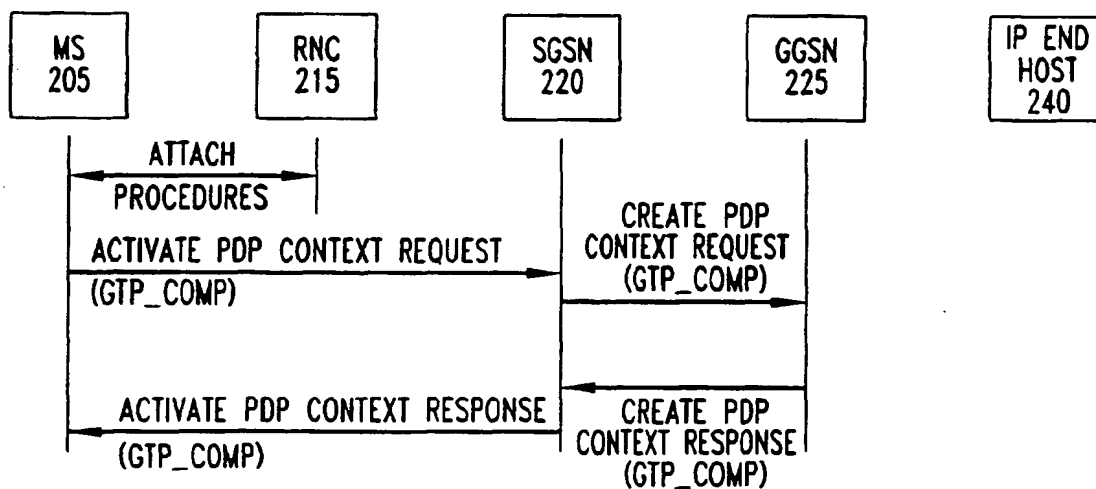 MS
205
RNC
215
SGSN
220
GGSN
225
IP END
HOST
240
ATTACH
PROCEDURES
ACTIVATE PDP CONTEXT REQUEST
(GTP_COMP)
CREATE PDP
CONTEXT REQUEST
(GTP_COMP)
ACTIVATE PDP CONTEXT RESPONSE
(GTP_COMP)
CREATE PDP
CONTEXT RESPONSE
(GTP_COMP)